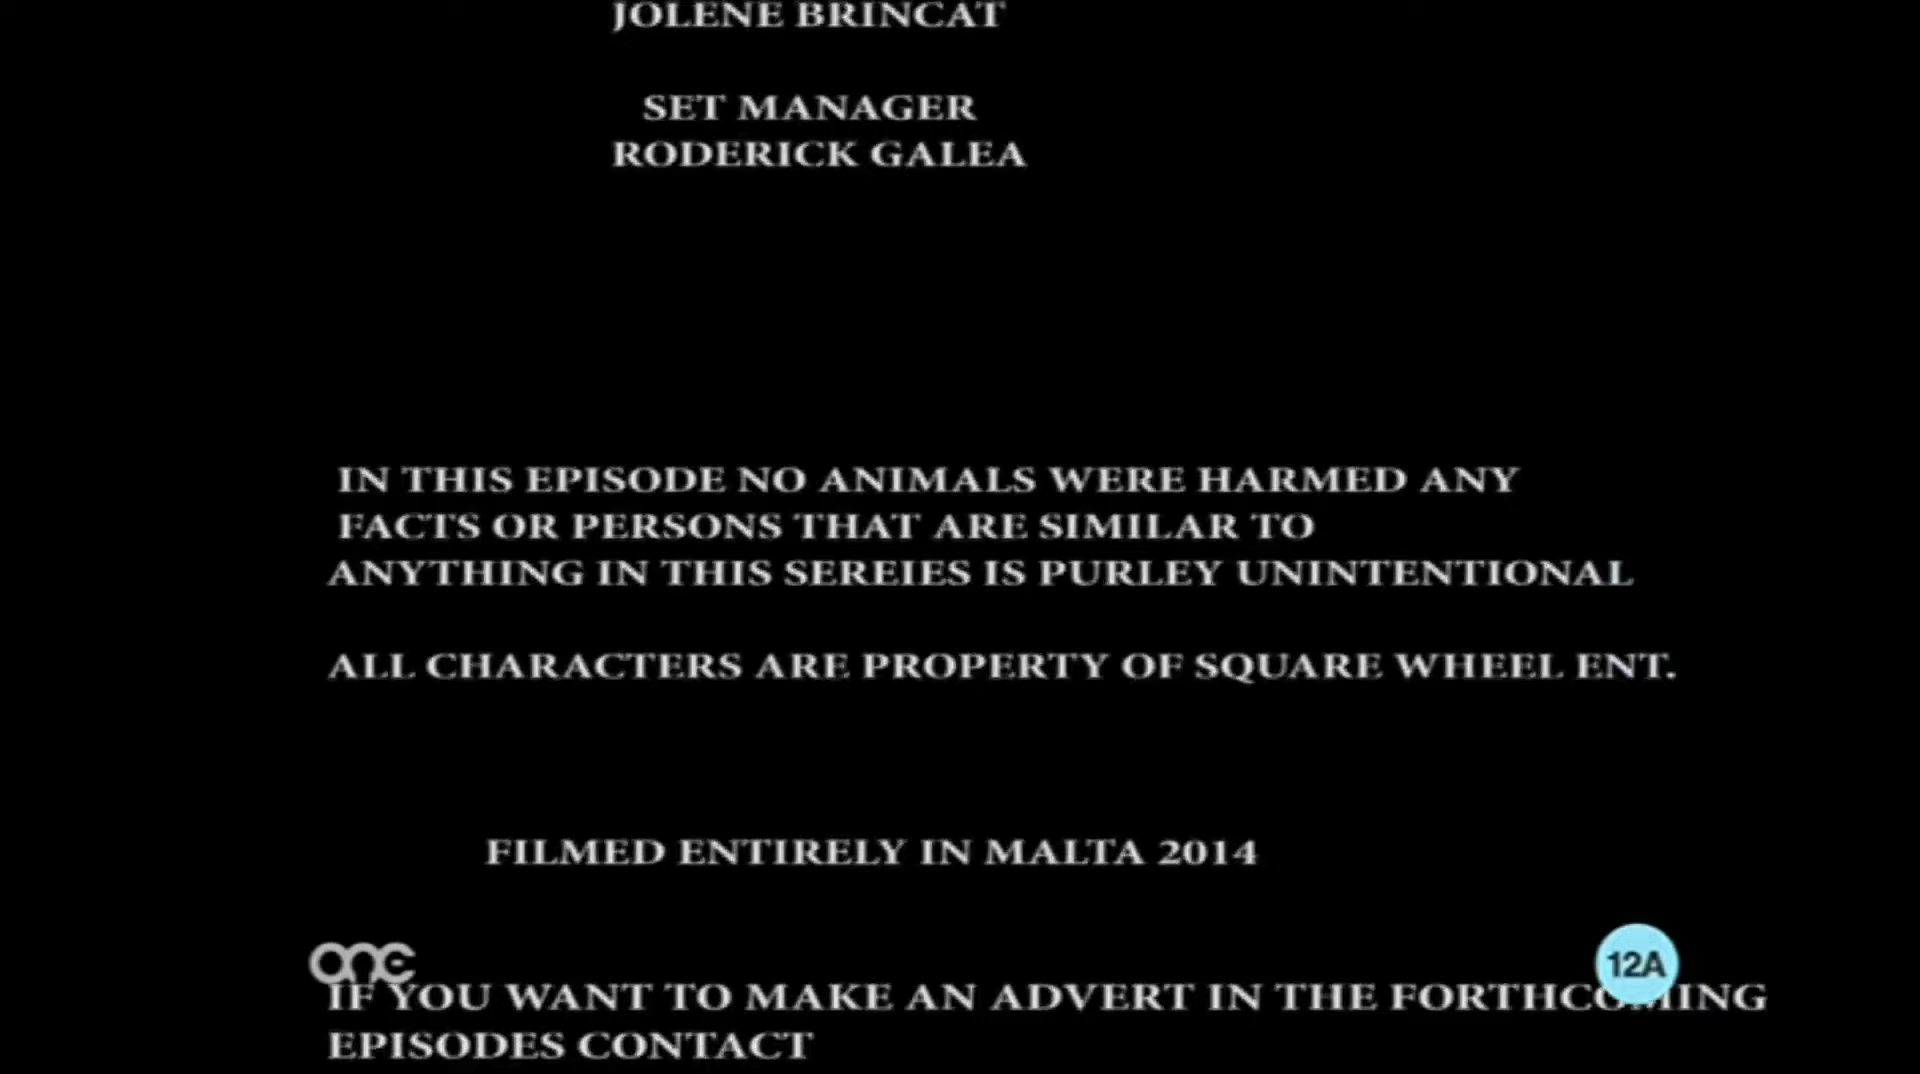 JOLENE BRINCAT
SET MANAGER
RODERICK GALEA
IN THIS EPISODE NO ANIMALS WERE HARMED ANY
FACTS OR PERSONS THAT ARE SIMILAR TO
ANYTHING IN THIS SEREIES IS PURLEY UNINTENTIONAL
ALL CHARACTERS ARE PROPERTY OF SQUARE WHEEL ENT.
FILMED ENTIRELY IN MALTA 2014
one
12A
IF YOU WANT TO MAKE AN ADVERT IN THE FORTHCOMING
EPISODES CONTACT